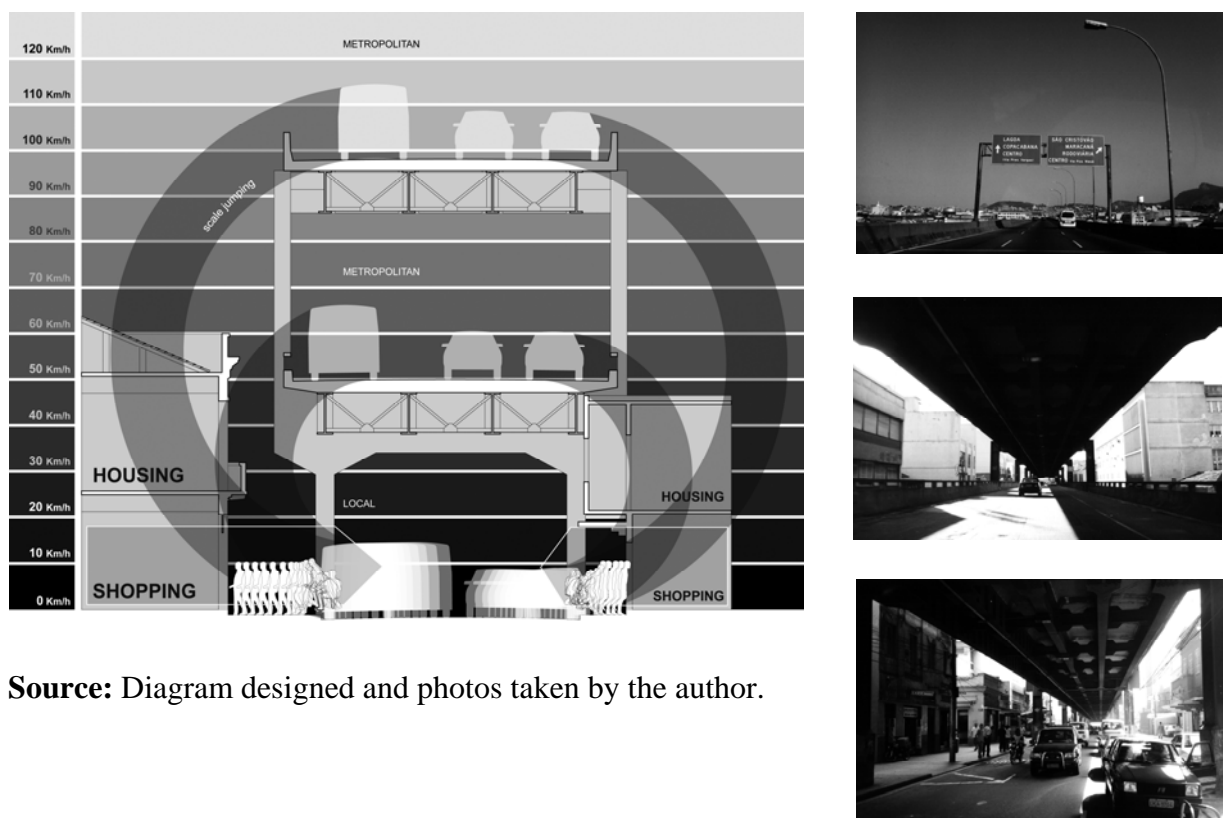 120 Km/h
METROPOLITAN
110 Km/h
100 Km/h
90 Km/h
scale jumping
80 Km/h
70 Km/h
METROPOLITAN
60 Km/h
50 Km/h
40 Km/h
30 Km/h
HOUSING
HOUSING
20 Km/h
LOCAL
10 Km/h
SHOPPING
SHOPPING
0 Km/h
LAGOA
COPACABANA
CENTRO
SÃO CRISTÓVÃO
MARACANÃ
RODOVIÁRIA
CENTRO
Source: Diagram designed and photos taken by the author.